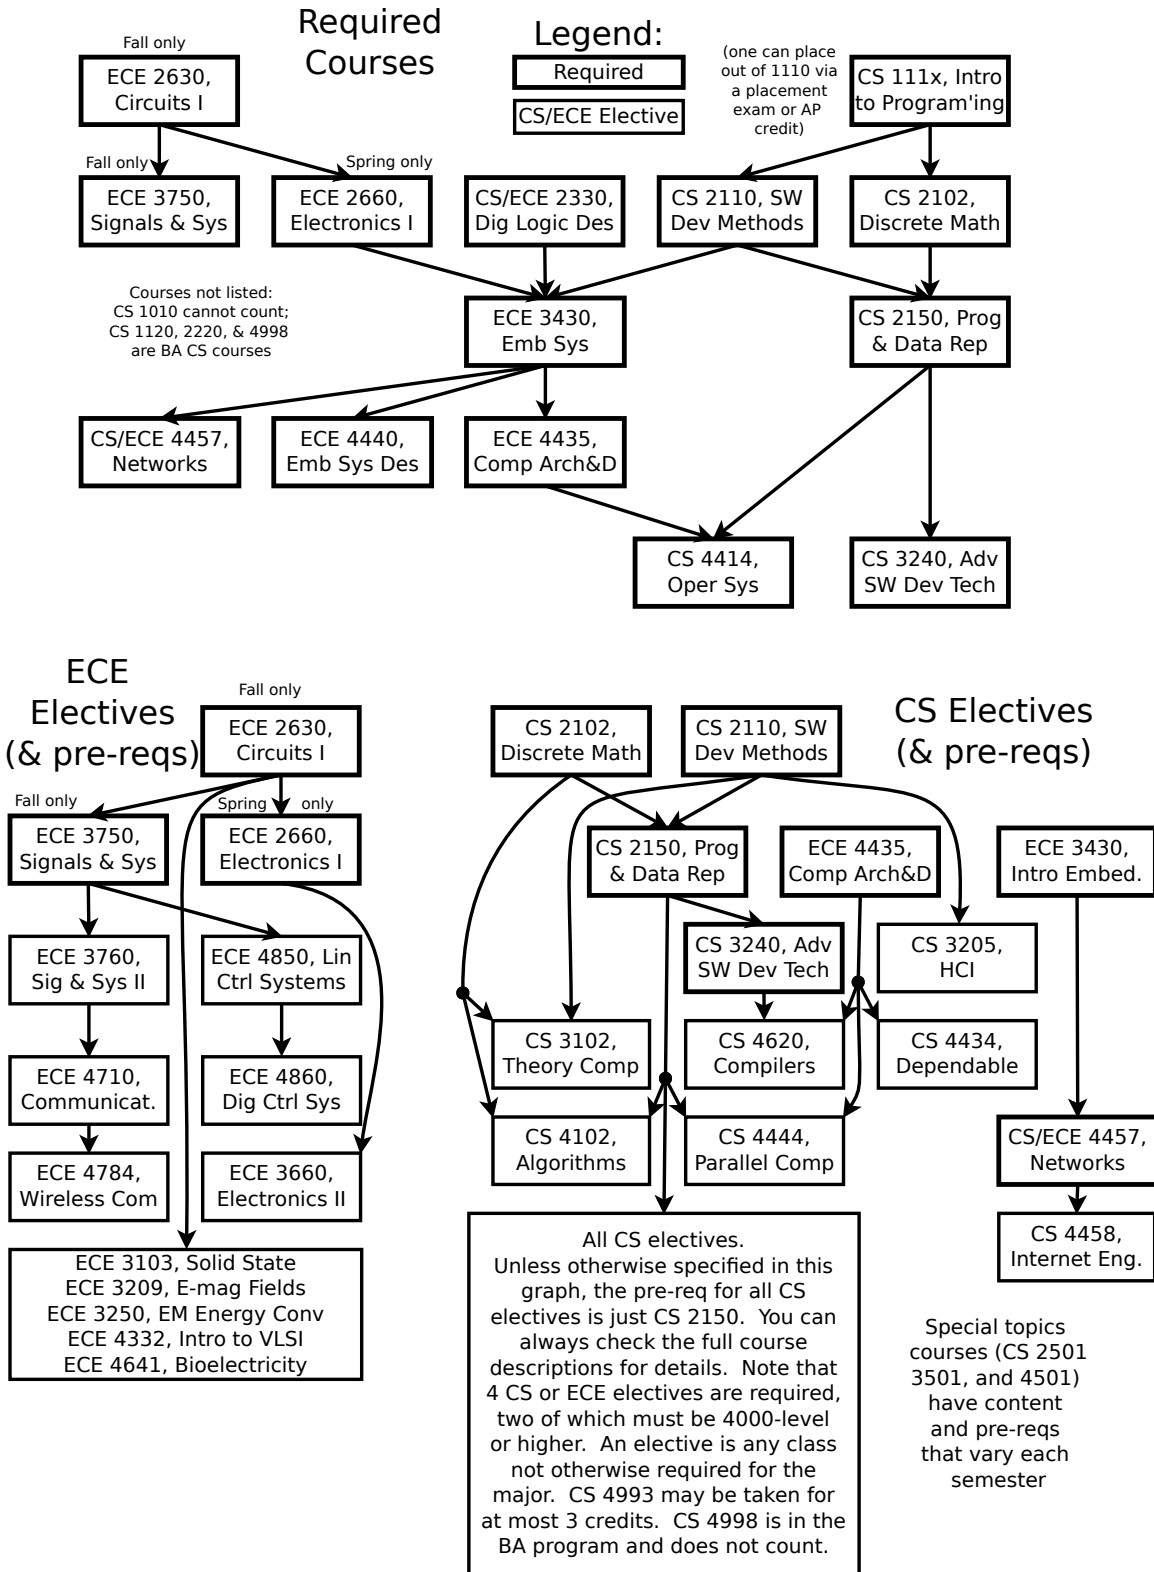 Required
Courses
Legend:
Required
CS/ECE Elective
(one can place
out of 1110 via
a placement
exam or AP
credit)
Fall only
ECE 2630,
Circuits I
CS 111x, Intro
to Program'ing
Fall only
ECE 3750,
Signals & Sys
Spring only
ECE 2660,
Electronics I
CS/ECE 2330,
Dig Logic Des
CS 2110, SW
Dev Methods
CS 2102,
Discrete Math
Courses not listed:
CS 1010 cannot count;
CS 1120, 2220, & 4998
are BA CS courses
ECE 3430,
Emb Sys
CS 2150, Prog
& Data Rep
CS/ECE 4457,
Networks
ECE 4440,
Emb Sys Des
ECE 4435,
Comp Arch&D
CS 4414,
Oper Sys
CS 3240, Adv
SW Dev Tech
ECE
Electives
(& pre-reqs)
Fall only
ECE 2630,
Circuits I
Fall only
ECE 3750,
Signals & Sys
Spring only
ECE 2660,
Electronics I
ECE 3760,
Sig & Sys II
ECE 4850, Lin
Ctrl Systems
ECE 4710,
Communicat.
ECE 4860,
Dig Ctrl Sys
ECE 4784,
Wireless Com
ECE 3660,
Electronics II
ECE 3103, Solid State
ECE 3209, E-mag Fields
ECE 3250, EM Energy Conv
ECE 4332, Intro to VLSI
ECE 4641, Bioelectricity
CS Electives
(& pre-reqs)
CS 2102,
Discrete Math
CS 2110, SW
Dev Methods
CS 2150, Prog
& Data Rep
ECE 4435,
Comp Arch&D
ECE 3430,
Intro Embed.
CS 3240, Adv
SW Dev Tech
CS 3205,
HCI
CS 3102,
Theory Comp
CS 4620,
Compilers
CS 4434,
Dependable
CS 4102,
Algorithms
CS 4444,
Parallel Comp
CS/ECE 4457,
Networks
CS 4458,
Internet Eng.
All CS electives.
Unless otherwise specified in this
graph, the pre-req for all CS
electives is just CS 2150.  You can
always check the full course
descriptions for details.  Note that
4 CS or ECE electives are required,
two of which must be 4000-level
or higher.  An elective is any class
not otherwise required for the
major.  CS 4993 may be taken for
at most 3 credits.  CS 4998 is in the
BA program and does not count.
Special topics
courses (CS 2501
3501, and 4501)
have content
and pre-reqs
that vary each
semester